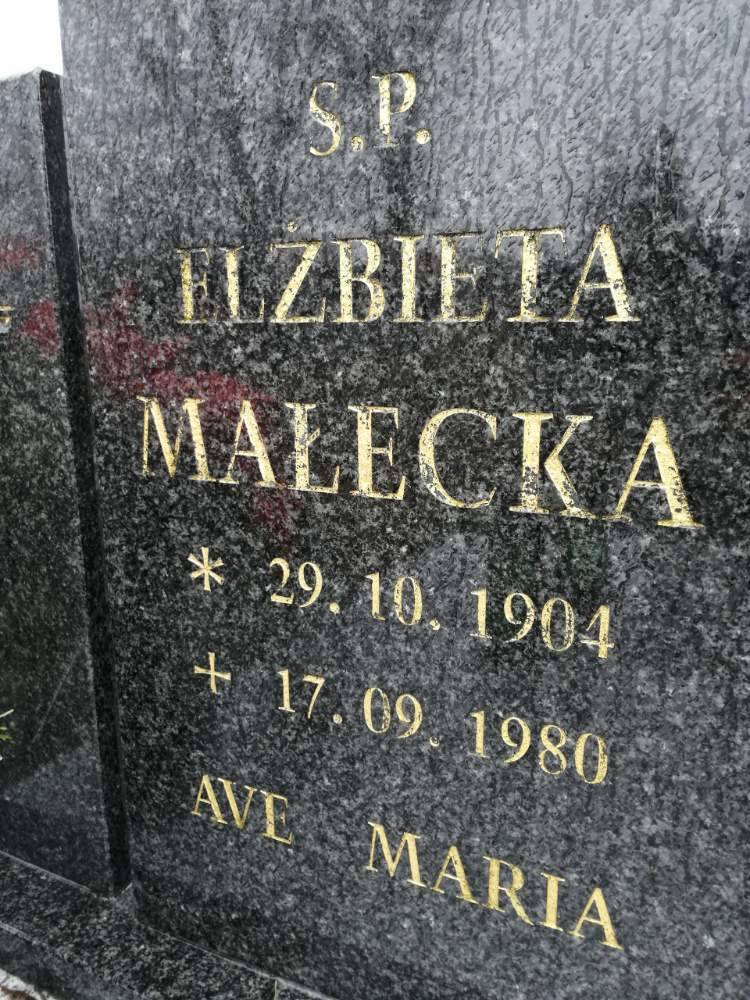 S.P.
ELŻBIETA
MAŁECKA
* 29. 10. 1904
+ 17. 09. 1980
AVE MARIA